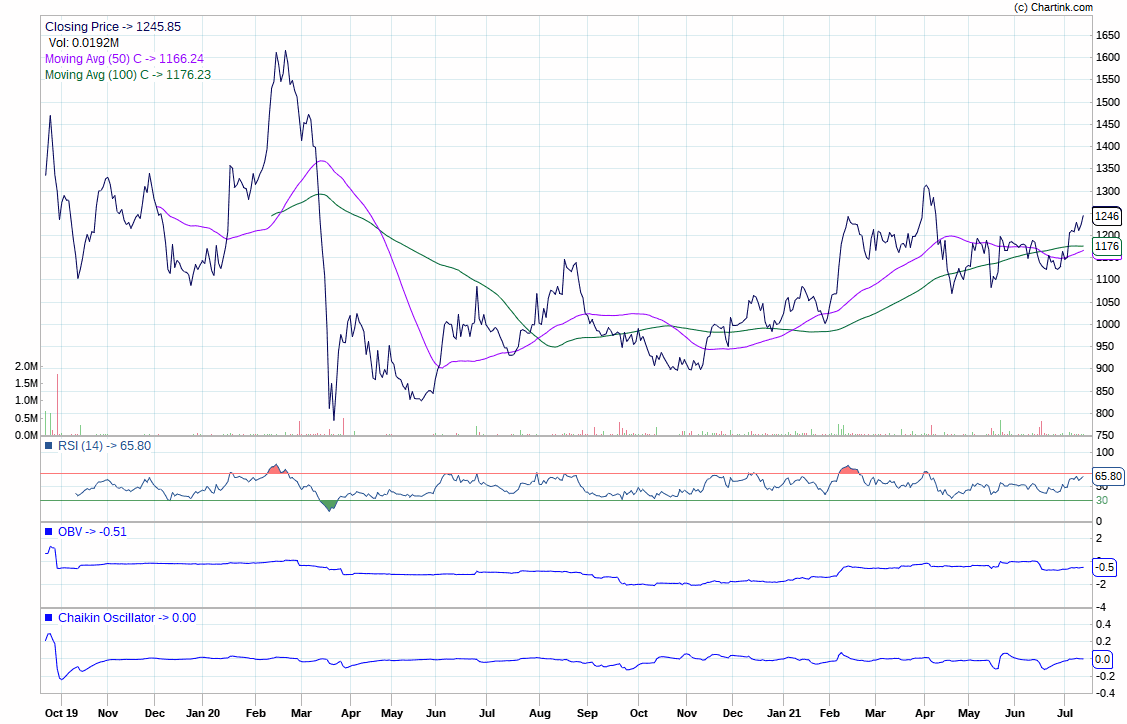 (c) Chartink.com
Closing Price -> 1245.85
Vol: 0.0192M
Moving Avg (50) C -> 1166.24
Moving Avg (100) C -> 1176.23
1650
1600
1550
1500
1450
1400
1350
1300
1246
1200
1176
1100
1050
1000
950
900
850
800
750
2.0M
1.5M
1.0M
0.5M
0.0M
RSI (14) -> 65.80
100
65.80
50
30
0
OBV -> -0.51
2
-0.5
-2
-4
Chaikin Oscillator -> 0.00
0.4
0.2
0.0
-0.2
-0.4
Oct 19 Nov Dec Jan 20 Feb Mar Apr May Jun Jul Aug Sep Oct Nov Dec Jan 21 Feb Mar Apr May Jun Jul